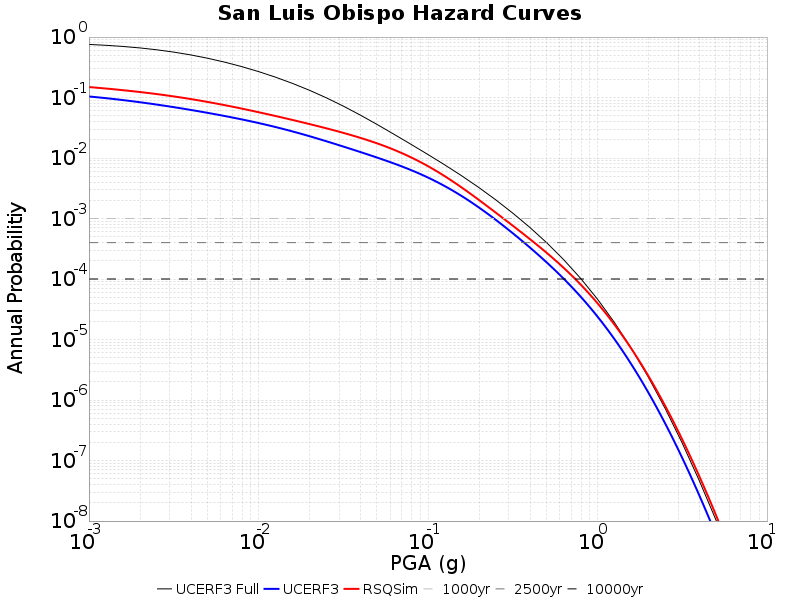 San Luis Obispo Hazard Curves
Annual Probabilitiy
10^0
10^-1
10^-2
10^-3
10^-4
10^-5
10^-6
10^-7
10^-8
10^-3 10^-2 10^-1 10^0 10^1
PGA (g)
UCERF3 Full UCERF3 RSQSim 1000yr 2500yr 10000yr